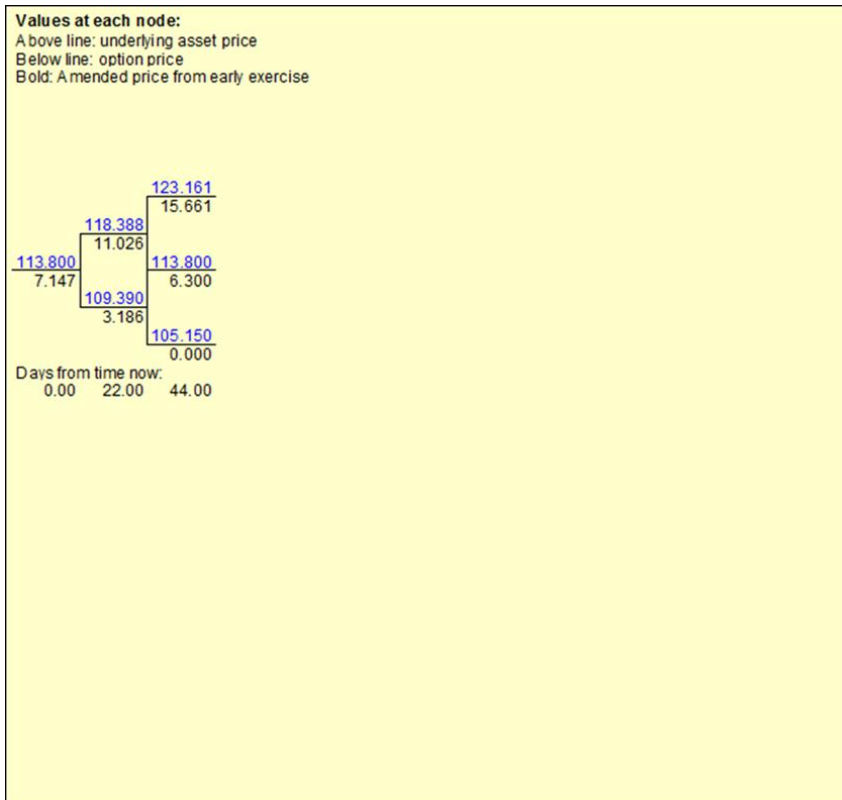 Values at each node:
Above line: underlying asset price
Below line: option price
Bold: Amended price from early exercise
123.161
15.661
118.388
11.026
113.800
7.147
113.800
6.300
109.390
3.186
105.150
0.000
Days from time now:
0.00 22.00 44.00